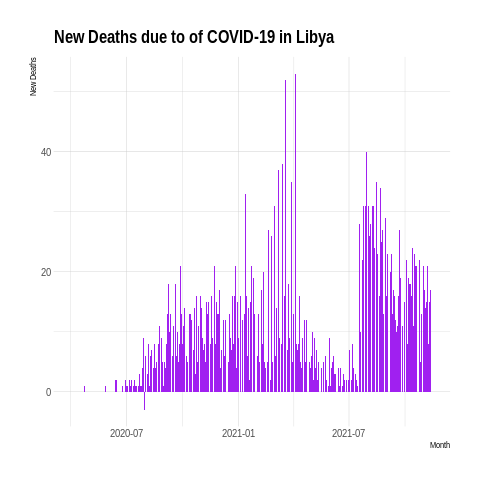 New Deaths due to of COVID-19 in Libya
New Deaths
40
20
0
2020-07
2021-01
2021-07
Month